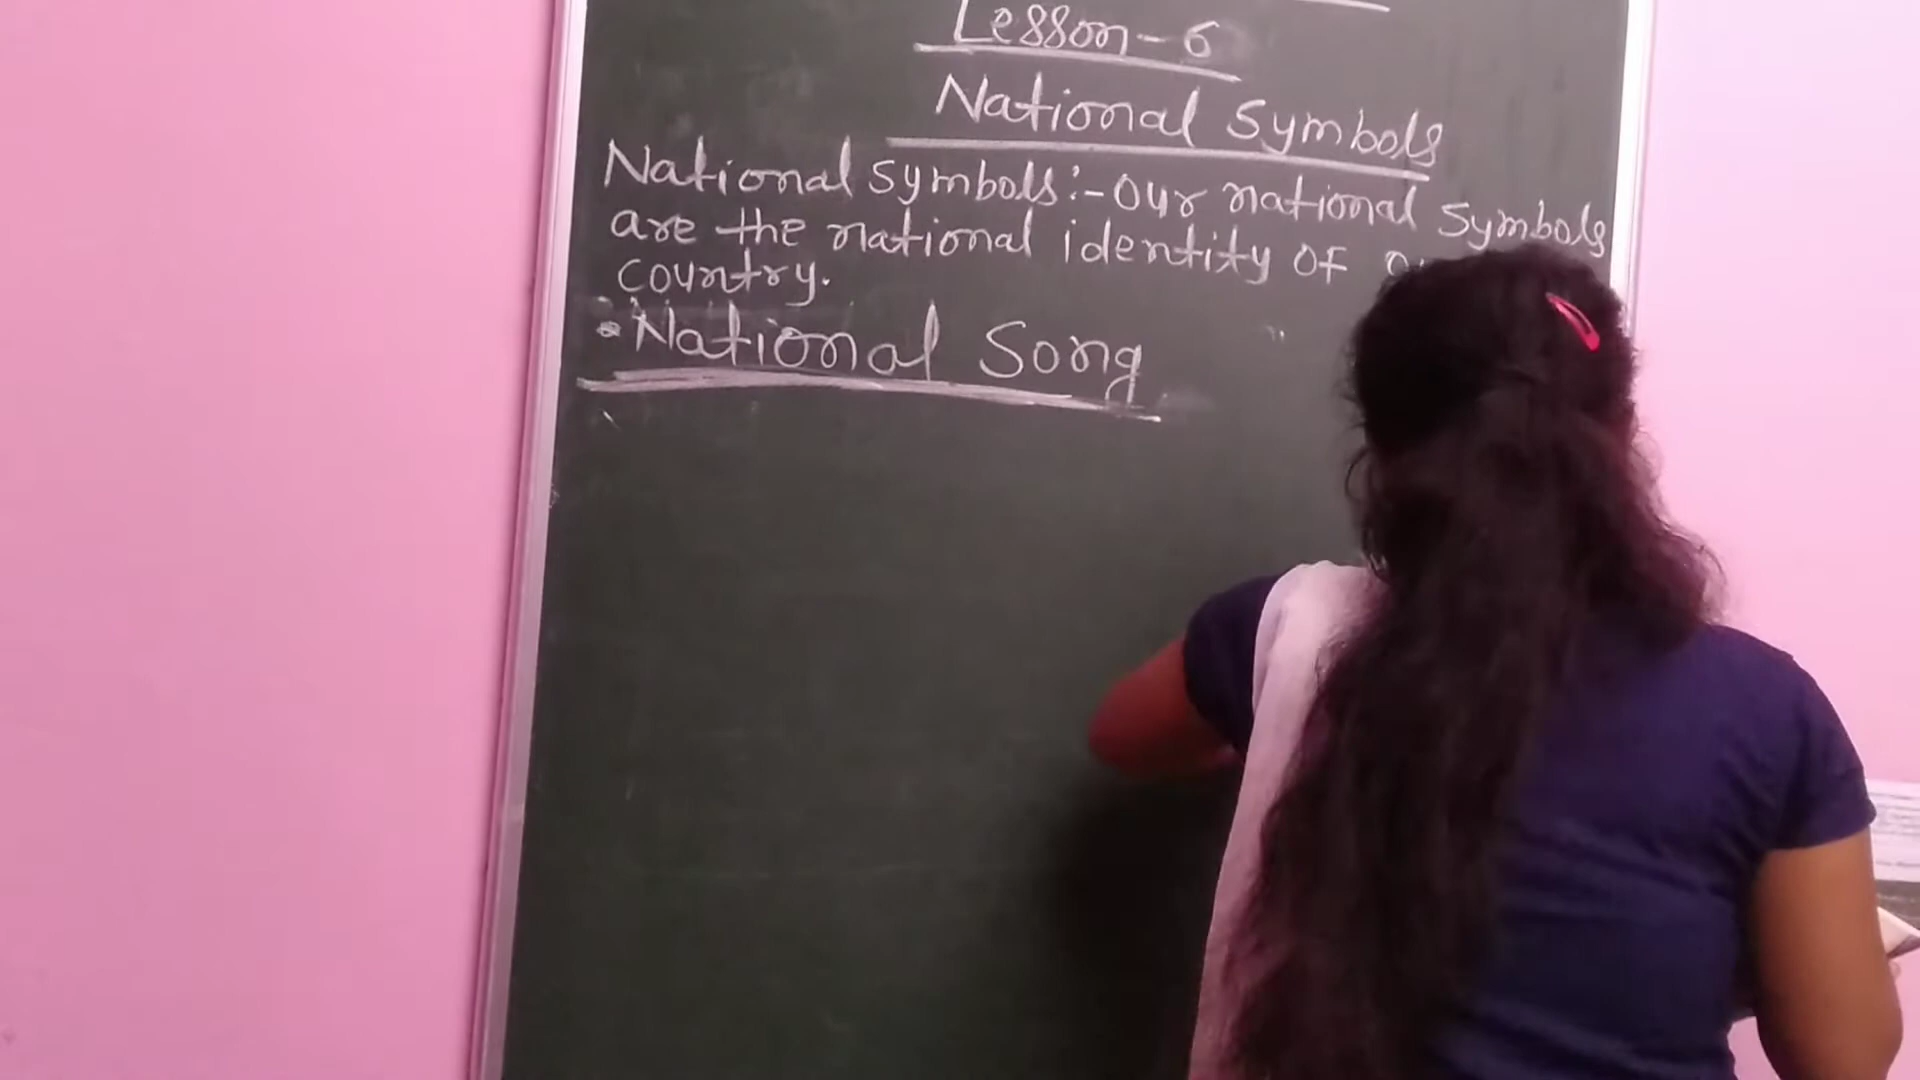 Lesson-6
National Symbols
National Symbols:-Our national Symbols
are the national identity of
country.
National Song